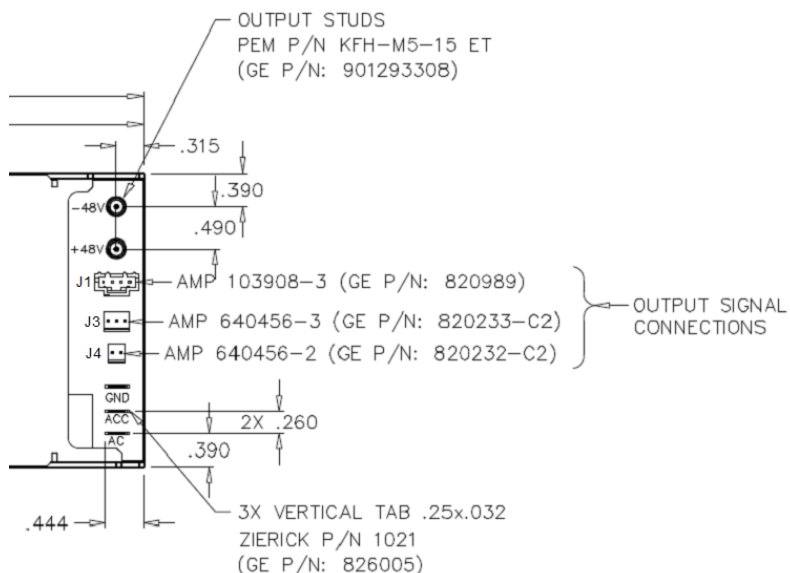 OUTPUT STUDS
PEM P/N KFH-M5-15 ET
(GE P/N: 901293308)
.315
.390
-48V
.490
+48V
J1
AMP 103908-3 (GE P/N: 820989)
OUTPUT SIGNAL
CONNECTIONS
J3
AMP 640456-3 (GE P/N: 820233-C2)
J4
AMP 640456-2 (GE P/N: 820232-C2)
GND
ACC
2X .260
AC
.390
.444
3X VERTICAL TAB .25x.032
ZIERICK P/N 1021
(GE P/N: 826005)